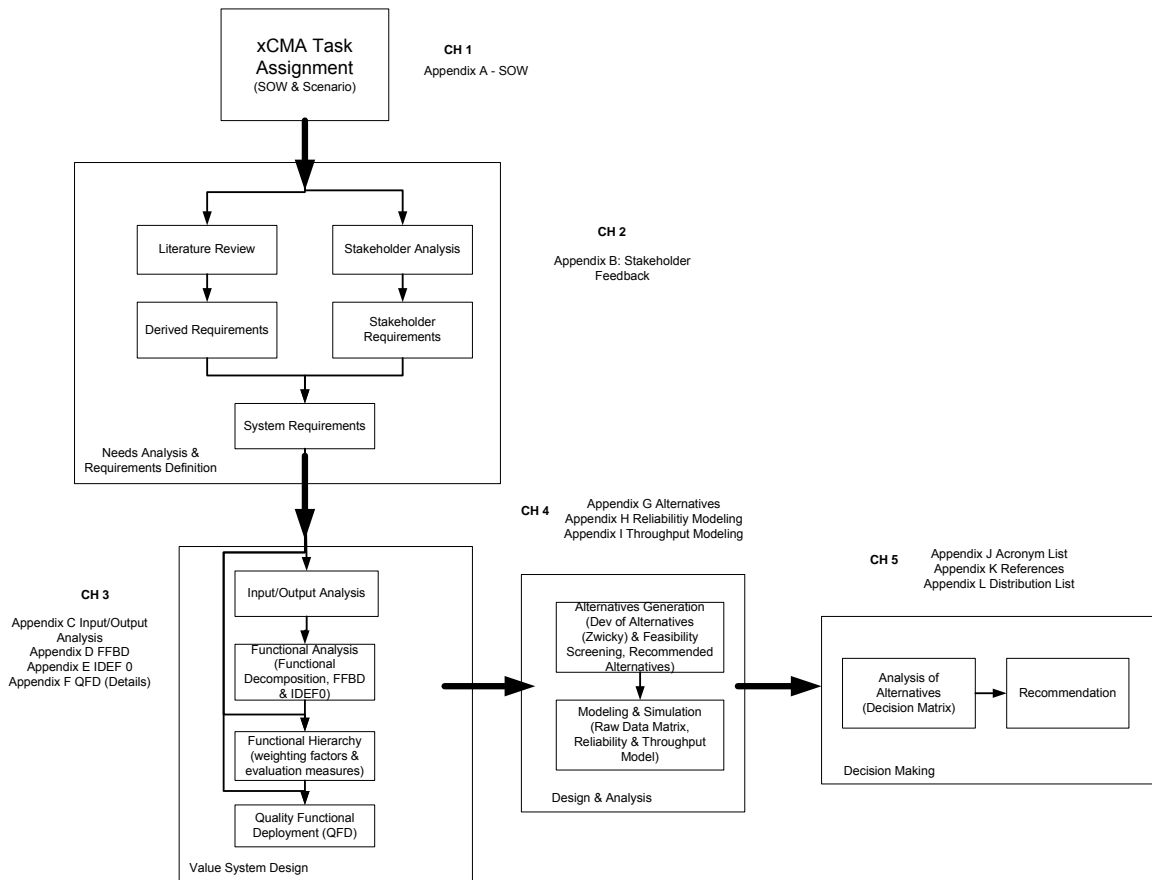 xCMA Task
Assignment
(SOW & Scenario)
CH 1
Appendix A - SOW
Literature Review
Stakeholder Analysis
Derived Requirements
Stakeholder
Requirements
System Requirements
Needs Analysis &
Requirements Definition
CH 2
Appendix B: Stakeholder
Feedback
CH 3
Appendix C Input/Output
Analysis
Appendix D FFBD
Appendix E IDEF 0
Appendix F QFD (Details)
Input/Output Analysis
Functional Analysis
(Functional
Decomposition, FFBD
& IDEF0)
Functional Hierarchy
(weighting factors &
evaluation measures)
Quality Functional
Deployment (QFD)
Value System Design
CH 4
Appendix G Alternatives
Appendix H Reliabilitiy Modeling
Appendix I Throughput Modeling
Alternatives Generation
(Dev of Alternatives
(Zwicky) & Feasibility
Screening, Recommended
Alternatives)
Modeling & Simulation
(Raw Data Matrix,
Reliability & Throughput
Model)
Design & Analysis
CH 5
Appendix J Acronym List
Appendix K References
Appendix L Distribution List
Analysis of
Alternatives
(Decision Matrix)
Recommendation
Decision Making